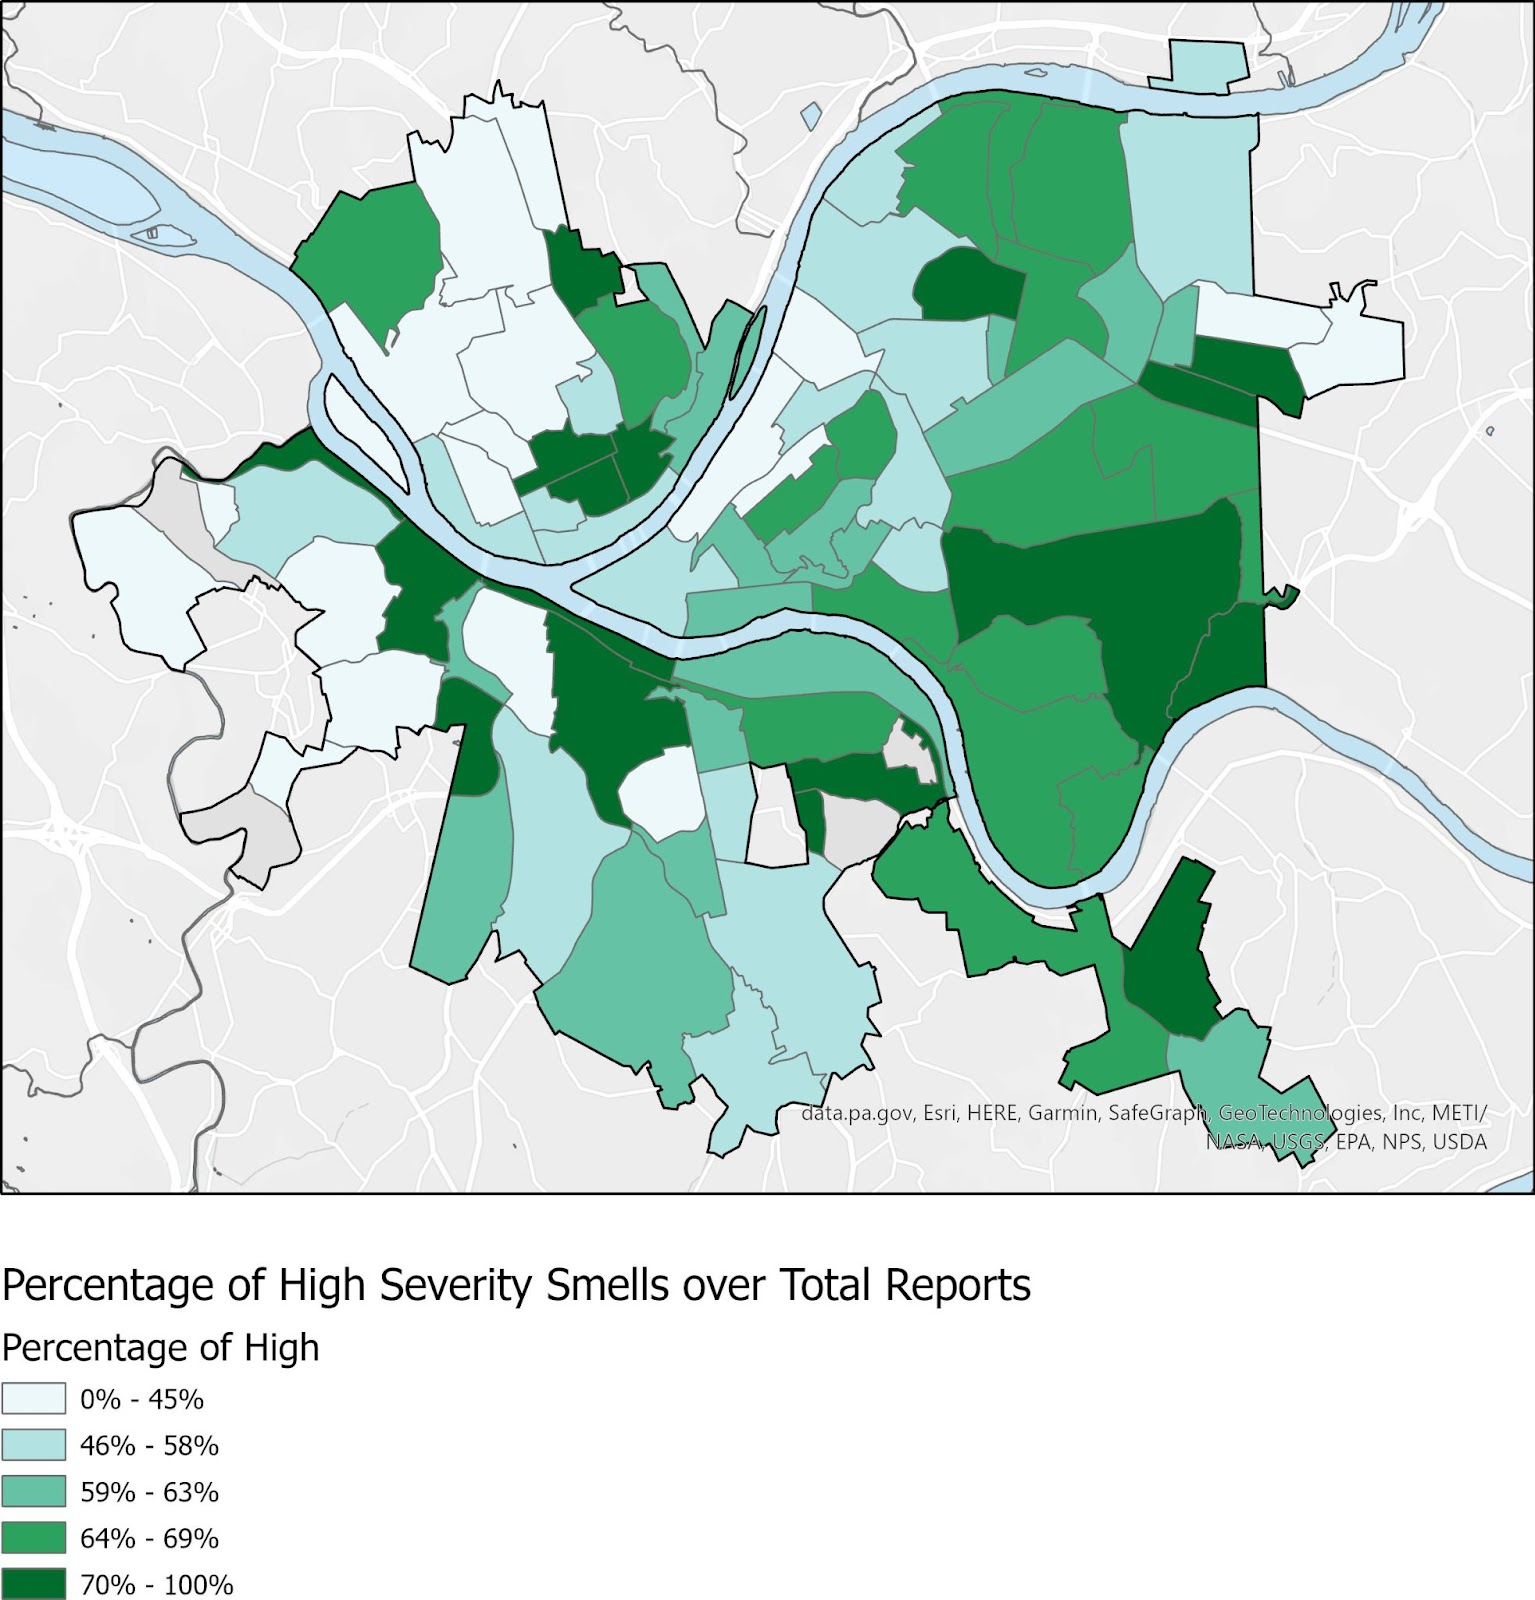 data.pa.gov, Esri, HERE, Garmin, SafeGraph, GeoTechnologies, Inc, METI/
NASA, USGS, EPA, NPS, USDA
Percentage of High Severity Smells over Total Reports
Percentage of High
0% - 45%
46% - 58%
59% - 63%
64% - 69%
70% - 100%